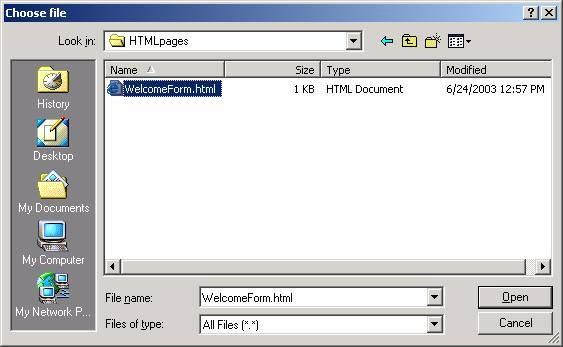 Choose file
Look in: HTMLpages
History
Desktop
My Documents
My Computer
My Network P...
Name Size Type Modified
WelcomeForm.html 1 KB HTML Document 6/24/2003 12:57 PM
File name: WelcomeForm.html Open
Files of type: All Files (*.*) Cancel